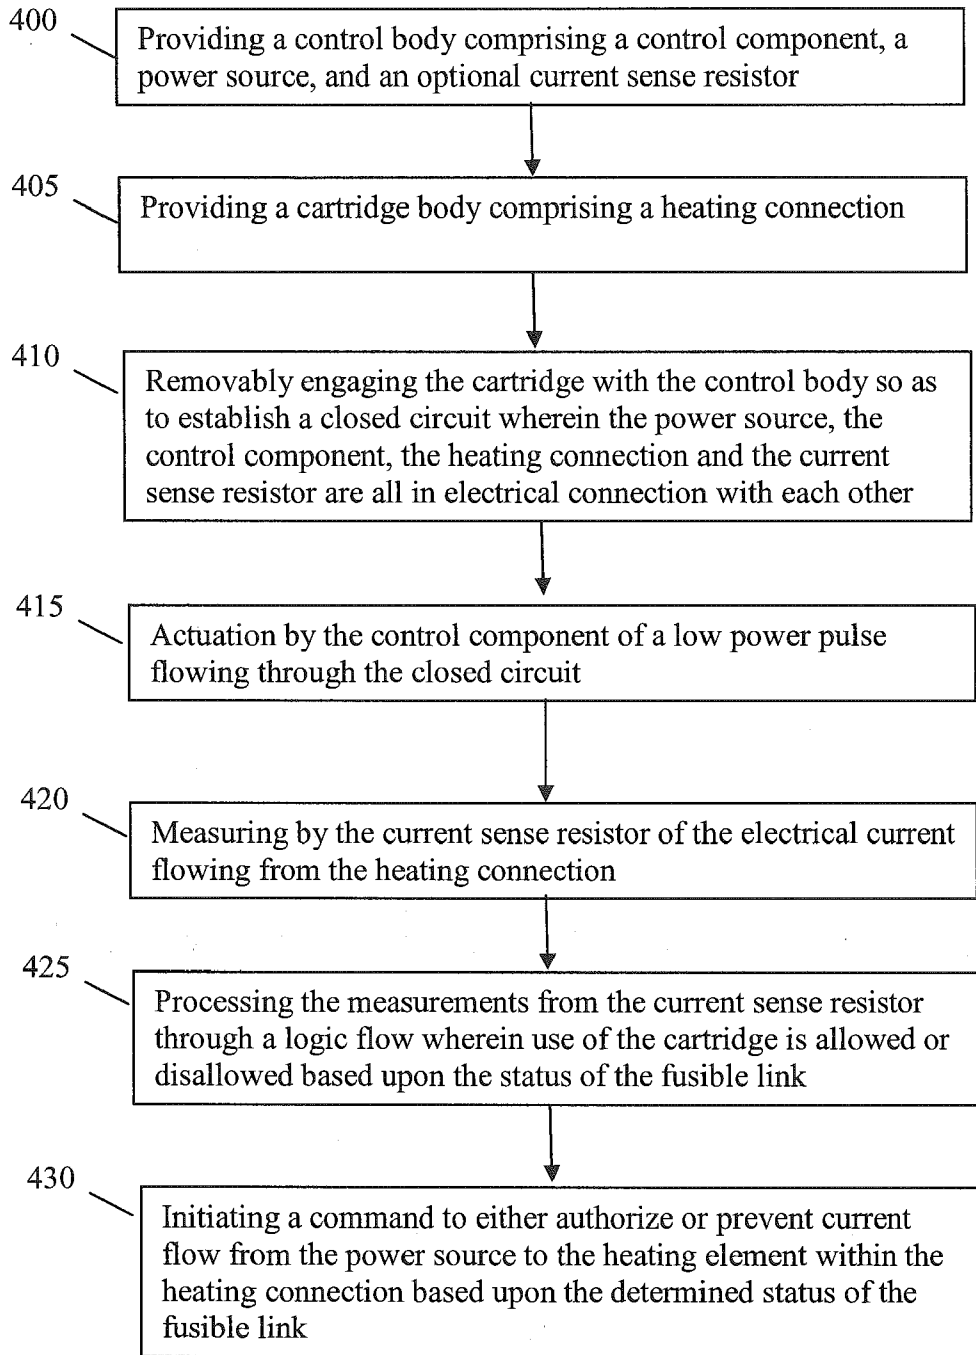 400
Providing a control body comprising a control component, a
power source, and an optional current sense resistor
405
Providing a cartridge body comprising a heating connection
410
Removably engaging the cartridge with the control body so as
to establish a closed circuit wherein the power source, the
control component, the heating connection and the current
sense resistor are all in electrical connection with each other
415
Actuation by the control component of a low power pulse
flowing through the closed circuit
420
Measuring by the current sense resistor of the electrical current
flowing from the heating connection
425
Processing the measurements from the current sense resistor
through a logic flow wherein use of the cartridge is allowed or
disallowed based upon the status of the fusible link
430
Initiating a command to either authorize or prevent current
flow from the power source to the heating element within the
heating connection based upon the determined status of the
fusible link